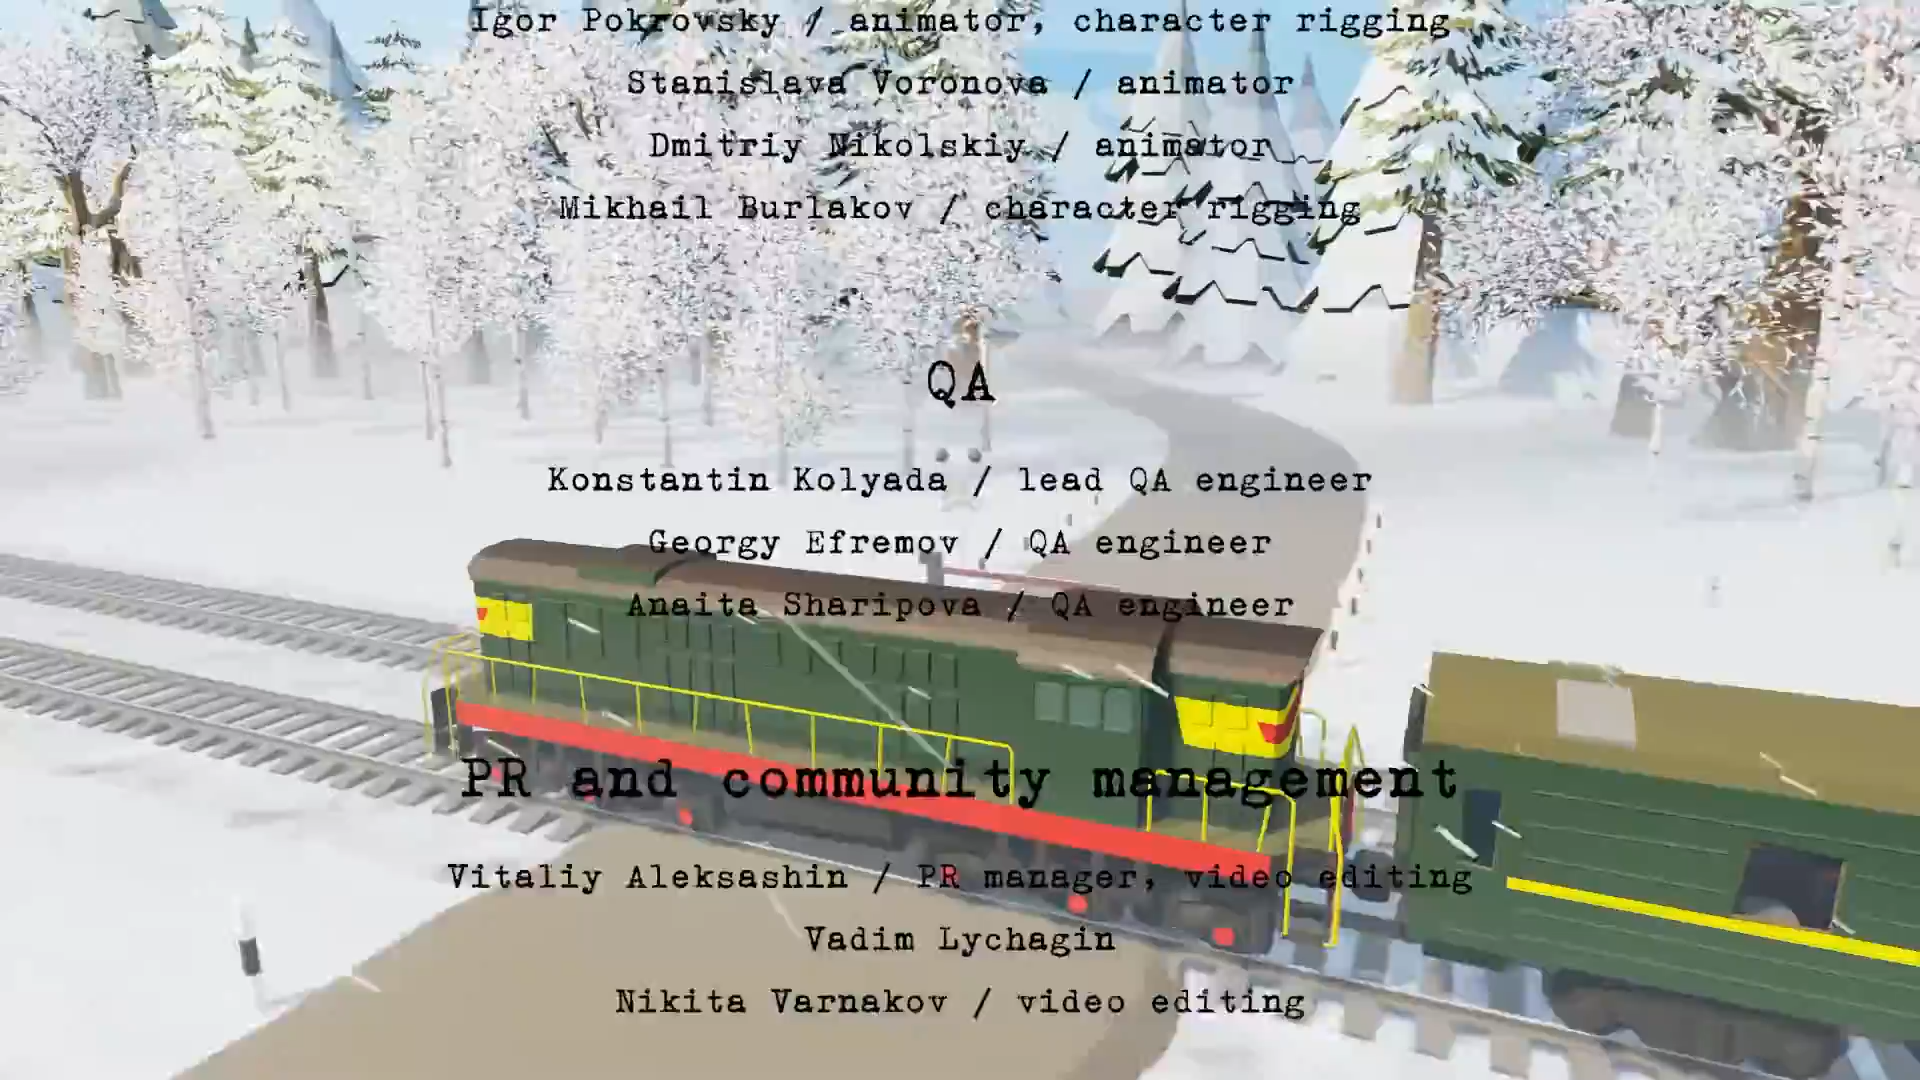 Igor Pokrovsky / animator, character rigging
Stanislava Voronova / animator
Dmitriy Nikolskiy / animator
Mikhail Burlakov / character rigging
QA
Konstantin Kolyada / lead QA engineer
Georgy Efremov / QA engineer
Anaita Sharipova / QA engineer
PR and community management
Vitaliy Aleksashin / PR manager, video editing
Vadim Lychagin
Nikita Varnakov / video editing